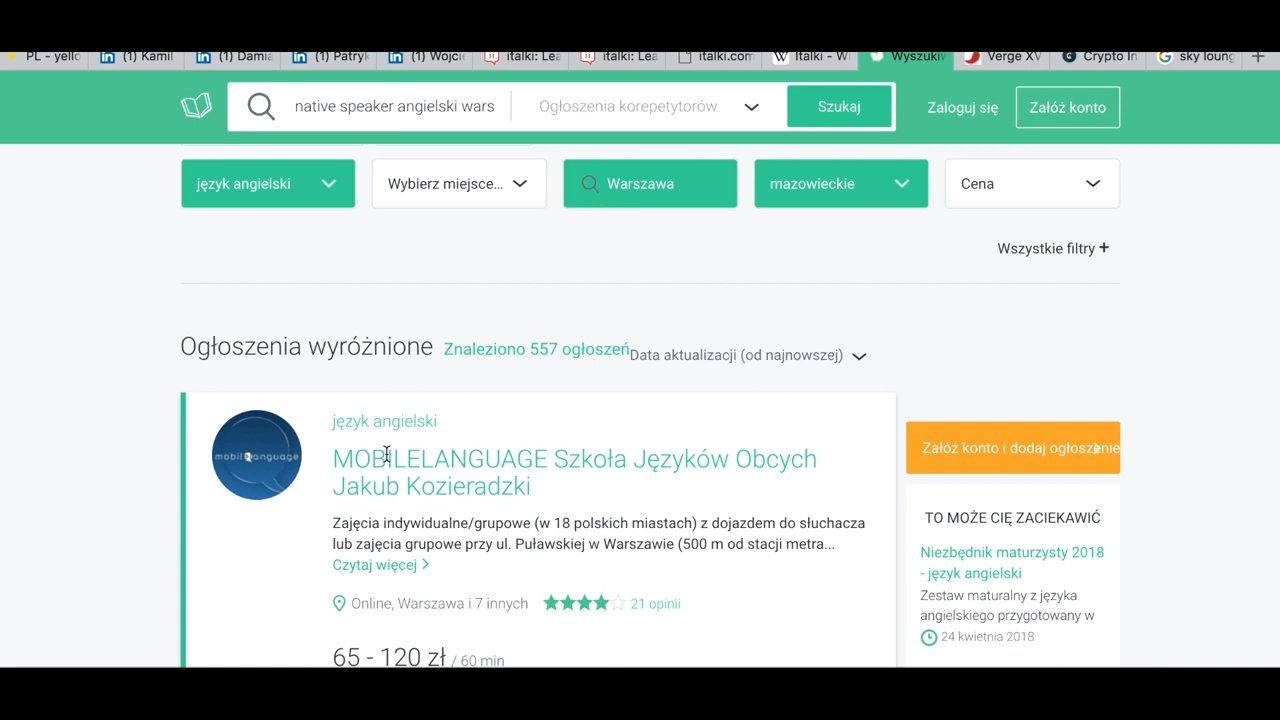 PL - yello
(1) Kamil
(1) Damia
(1) Patryk
(1) Wojci
italki: Lea
italki: Lea
italki.com
Italki - Wi
Wyszukiw
Verge XV
Crypto In
sky loung
native speaker angielski wars
Ogłoszenia korepetytorów
Szukaj
Zaloguj się
Załóż konto
język angielski
Wybierz miejsce...
Warszawa
mazowieckie
Cena
Wszystkie filtry +
Ogłoszenia wyróżnione
Znaleziono 557 ogłoszeń
Data aktualizacji (od najnowszej)
mobilelanguage
język angielski
MOBILELANGUAGE Szkoła Języków Obcych
Jakub Kozieradzki
Zajęcia indywidualne/grupowe (w 18 polskich miastach) z dojazdem do słuchacza
lub zajęcia grupowe przy ul. Puławskiej w Warszawie (500 m od stacji metra...
Czytaj więcej
Online, Warszawa i 7 innych
21 opinii
65 - 120 zł / 60 min
Załóż konto i dodaj ogłoszenie
TO MOŻE CIĘ ZACIEKAWIĆ
Niezbędnik maturzysty 2018
- język angielski
Zestaw maturalny z języka
angielskiego przygotowany w
24 kwietnia 2018